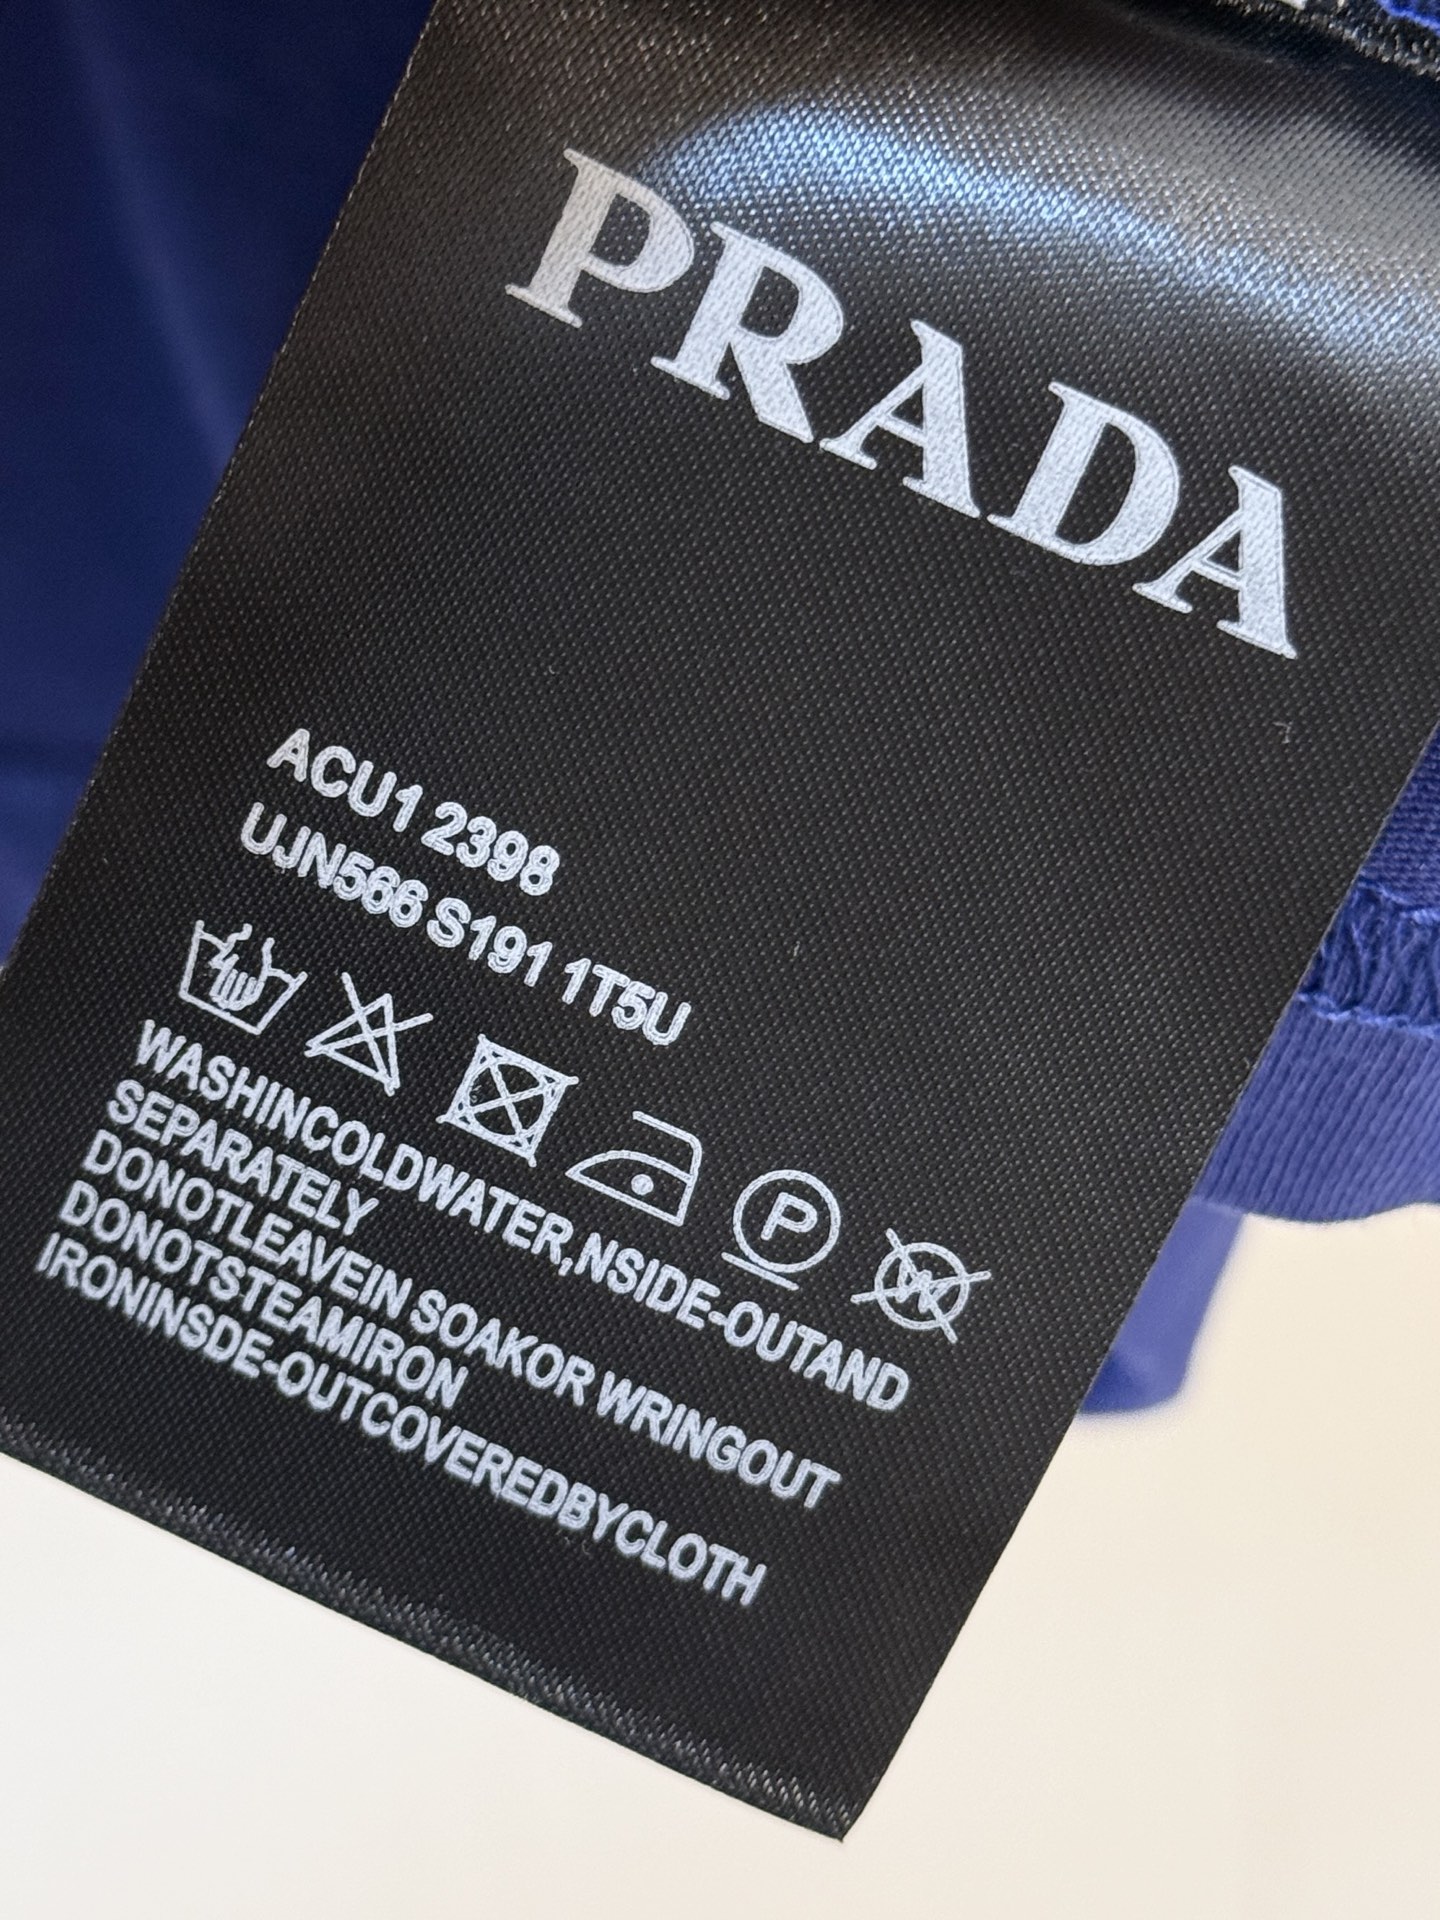 PRADA
ACU1 2398
UJN566 S191 1T5U
P
W
WASHINCOLDWATER,NSIDE-OUTAND
SEPARATELY
DONOTLEAVEIN SOAKOR WRINGOUT
DONOTSTEAMIRON
IRONINSDE-OUTCOVEREDBYCLOTH